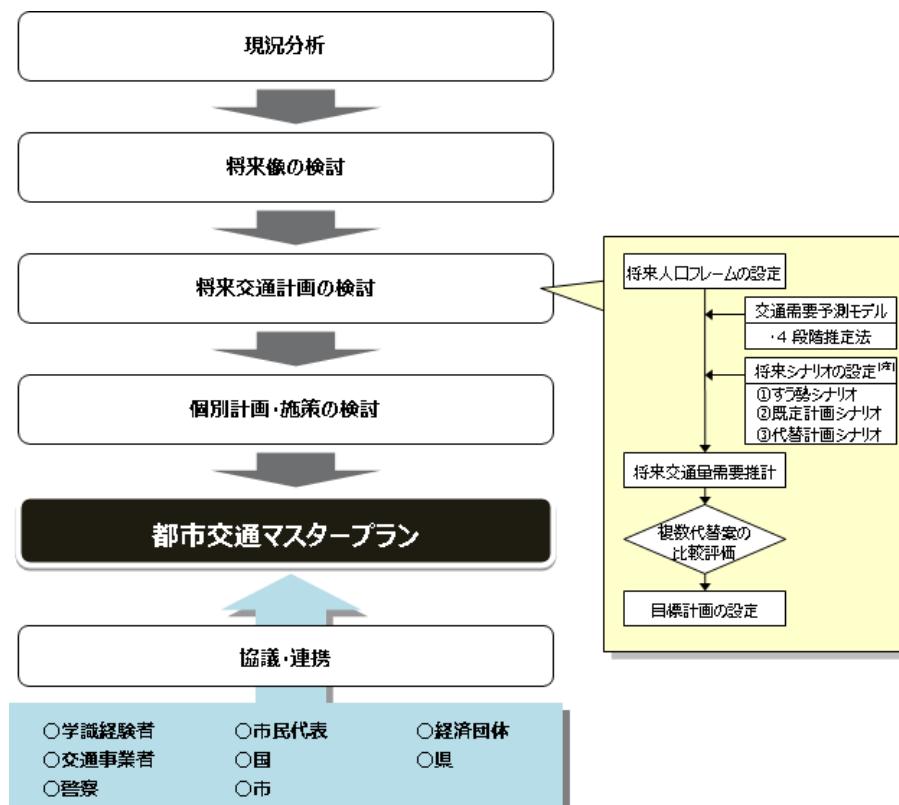 現況分析
将来像の検討
将来交通計画の検討
個別計画・施策の検討
都市交通マスタープラン
協議・連携
○学識経験者
○市民代表
○経済団体
○交通事業者
○国
○県
○警察
○市
将来人口フレームの設定
交通需要予測モデル
・4 段階推定法
将来シナリオの設定
①すう勢シナリオ
②既定計画シナリオ
③代替計画シナリオ
将来交通量需要推計
複数代替案の
比較評価
目標計画の設定